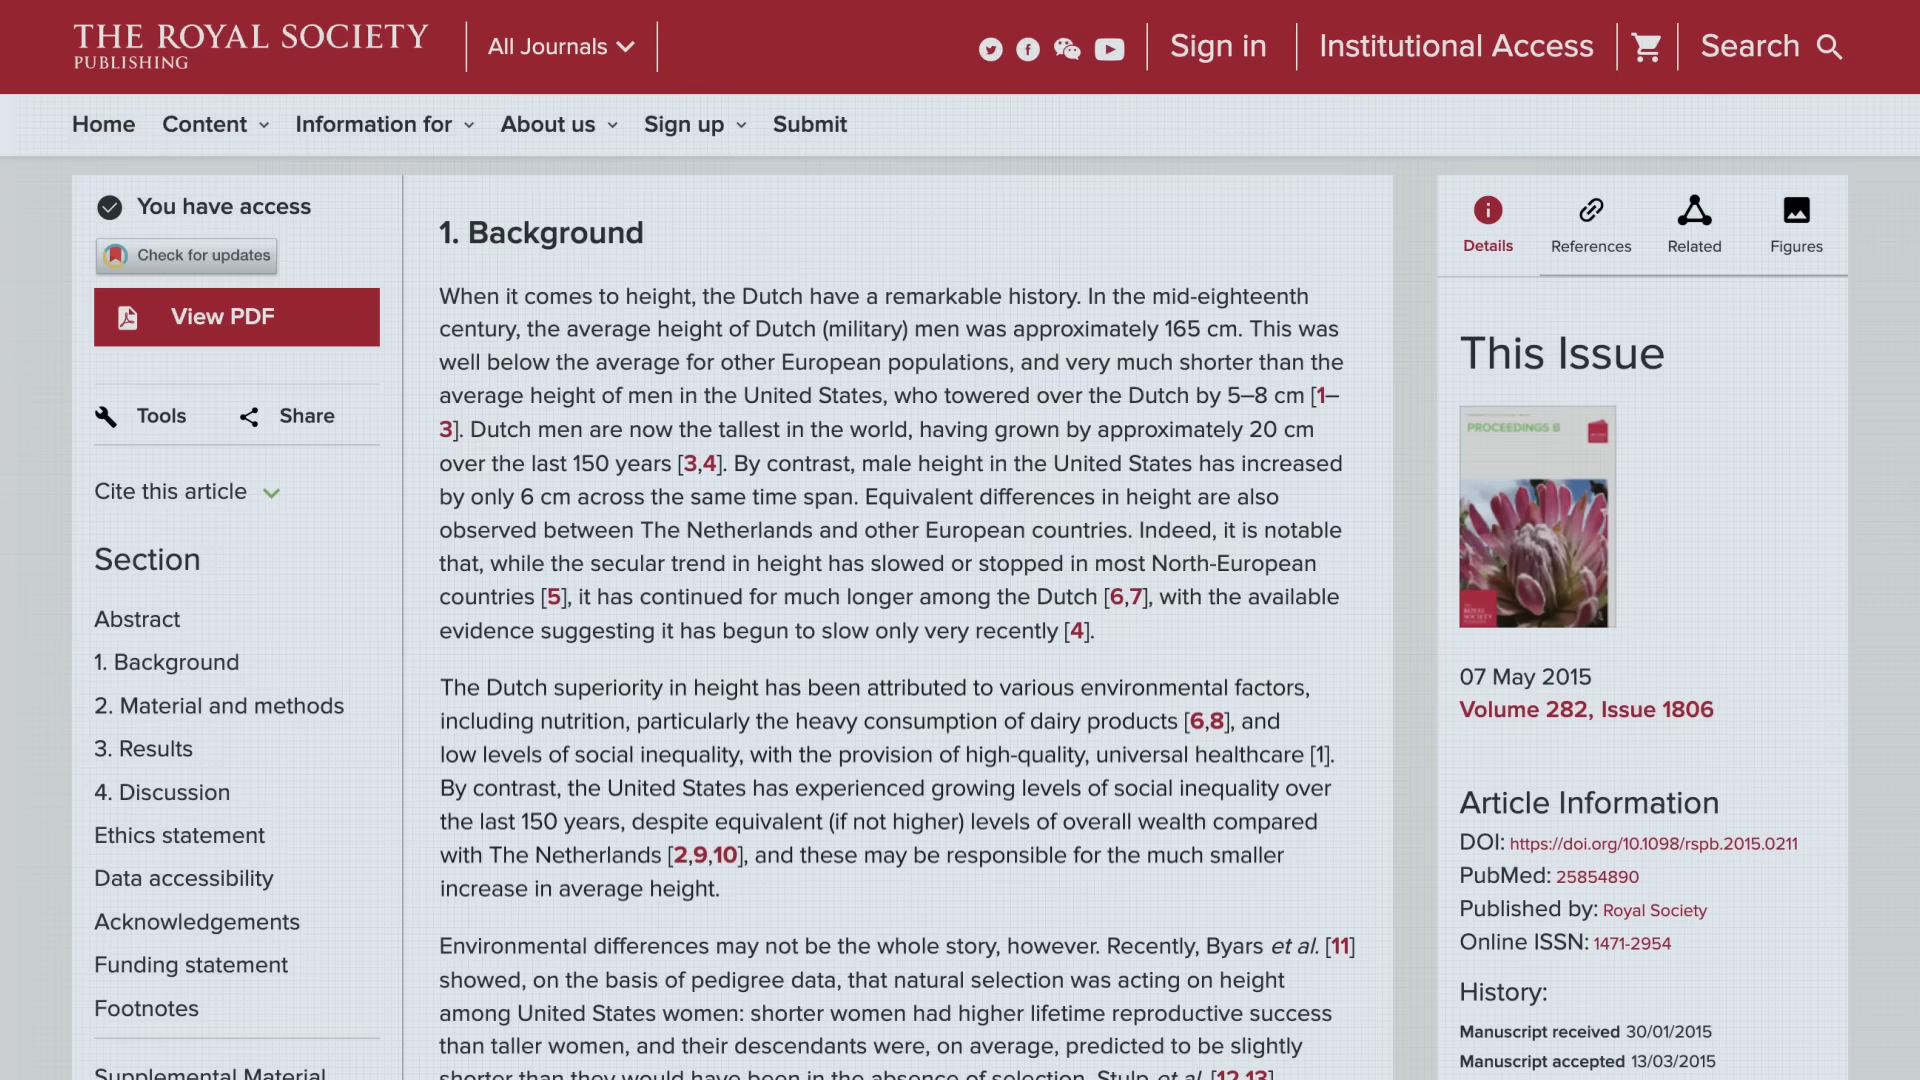 THE ROYAL SOCIETY
PUBLISHING
All Journals
Sign in
Institutional Access
Search
Home
Content
Information for
About us
Sign up
Submit
You have access
Check for updates
View PDF
Tools
Share
Cite this article
Section
Abstract
1. Background
2. Material and methods
3. Results
4. Discussion
Ethics statement
Data accessibility
Acknowledgements
Funding statement
Footnotes
Supplemental Material
1. Background
When it comes to height, the Dutch have a remarkable history. In the mid-eighteenth
century, the average height of Dutch (military) men was approximately 165 cm. This was
well below the average for other European populations, and very much shorter than the
average height of men in the United States, who towered over the Dutch by 5–8 cm [1–
3]. Dutch men are now the tallest in the world, having grown by approximately 20 cm
over the last 150 years [3,4]. By contrast, male height in the United States has increased
by only 6 cm across the same time span. Equivalent differences in height are also
observed between The Netherlands and other European countries. Indeed, it is notable
that, while the secular trend in height has slowed or stopped in most North-European
countries [5], it has continued for much longer among the Dutch [6,7], with the available
evidence suggesting it has begun to slow only very recently [4].
The Dutch superiority in height has been attributed to various environmental factors,
including nutrition, particularly the heavy consumption of dairy products [6,8], and
low levels of social inequality, with the provision of high-quality, universal healthcare [1].
By contrast, the United States has experienced growing levels of social inequality over
the last 150 years, despite equivalent (if not higher) levels of overall wealth compared
with The Netherlands [2,9,10], and these may be responsible for the much smaller
increase in average height.
Environmental differences may not be the whole story, however. Recently, Byars et al. [11]
showed, on the basis of pedigree data, that natural selection was acting on height
among United States women: shorter women had higher lifetime reproductive success
than taller women, and their descendants were, on average, predicted to be slightly
shorter than they would have been in the absence of selection. Stulp et al. [12,13]
Details
References
Related
Figures
This Issue
PROCEEDINGS B
THE
ROYAL
SOCIETY
07 May 2015
Volume 282, Issue 1806
Article Information
DOI: https://doi.org/10.1098/rspb.2015.0211
PubMed: 25854890
Published by: Royal Society
Online ISSN: 1471-2954
History:
Manuscript received 30/01/2015
Manuscript accepted 13/03/2015